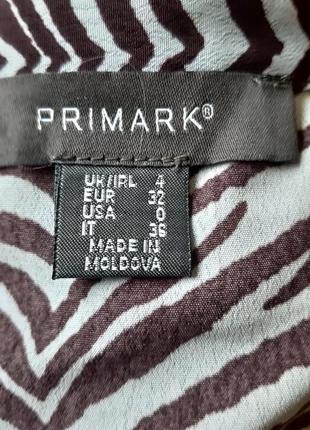 PRIMARK®
UK/IRL 4
EUR 32
USA 0
IT 36
MADE IN
MOLDOVA